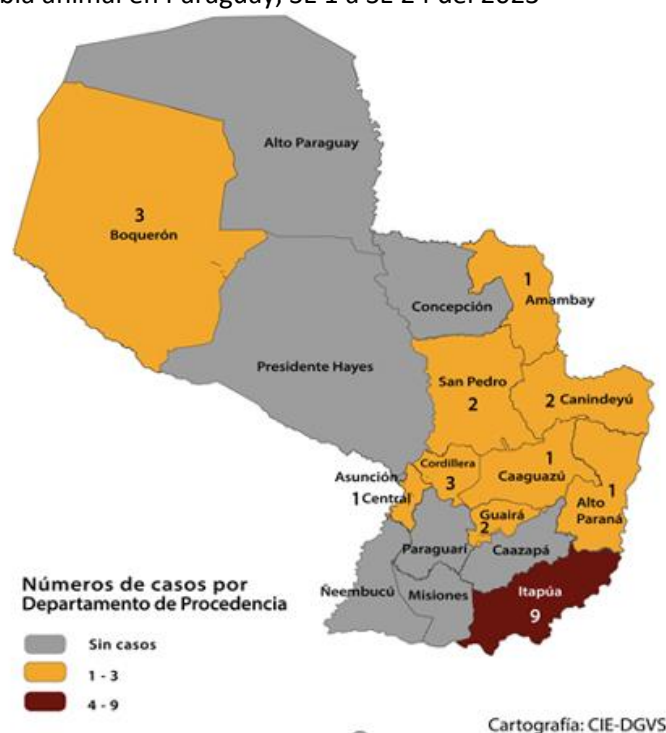 Alto Paraguay
3
Boquerón
1
Amambay
Concepción
Presidente Hayes
San Pedro
2
2 Canindeyú
Cordillera
3
1
Caaguazú
Asunción
1 Central
Alto
Paraná
1
Guairá
2
Paraguarí
Caazapá
Ñeembucú
Misiones
Itapúa
9
Números de casos por
Departamento de Procedencia
Sin casos
1 - 3
4 - 9
Cartografía: CIE-DGVS